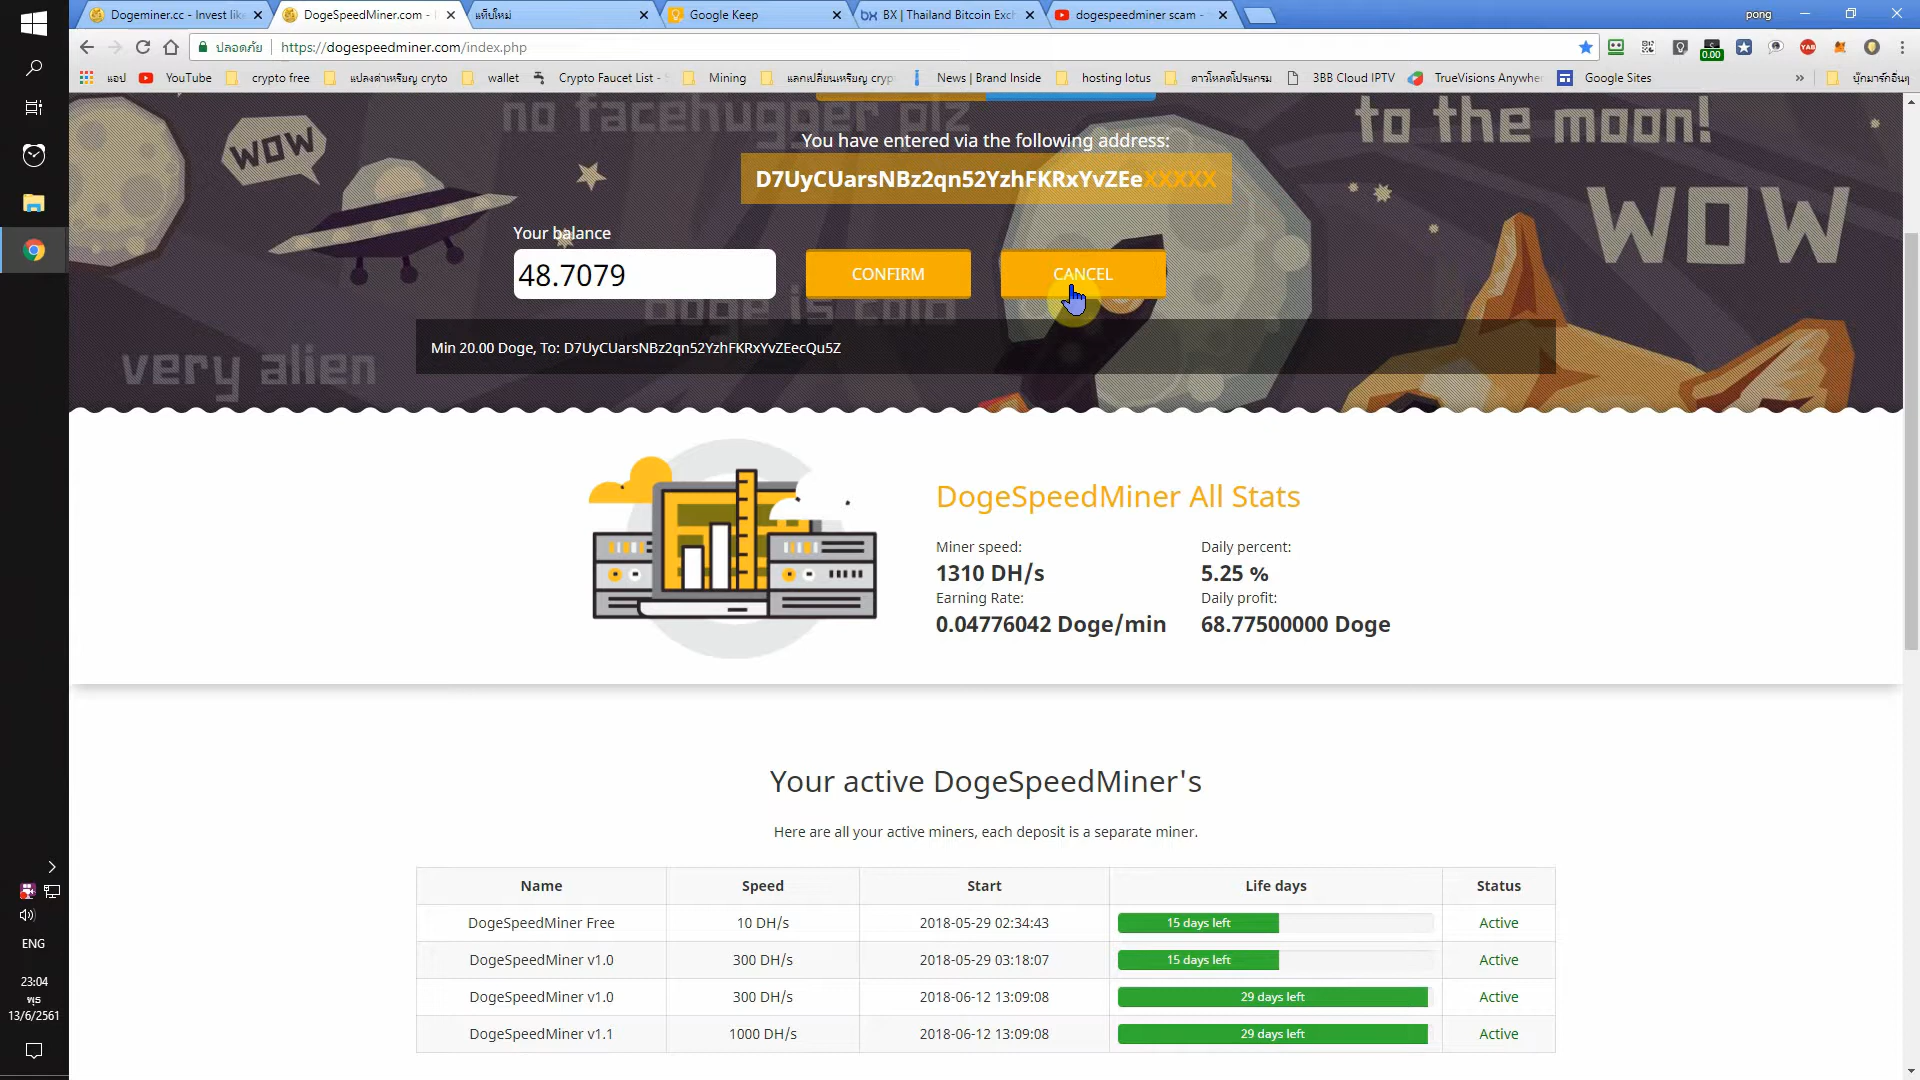 Dogeminer.cc - Invest lik
DogeSpeedMiner.com -
แท็บใหม่
Google Keep
BX | Thailand Bitcoin Exc
dogespeedminer scam -
pong
ปลอดภัย
https://dogespeedminer.com/index.php
0.00
YAB
แอป
YouTube
crypto free
แปลงค่าเหรียญ cryto
wallet
Crypto Faucet List -
Mining
แลกเปลี่ยนเหรียญ cryp
News | Brand Inside
hosting lotus
ดาวโหลดโปรแกรม
3BB Cloud IPTV
TrueVisions Anywhe
Google Sites
»
บุ๊กมาร์กอื่นๆ
no facehugger plz
to the moon!
wow
wow
doge is cold
very alien
You have entered via the following address:
D7UyCUarsNBz2qn52YzhFKRxYvZEeXXXXX
Your balance
48.7079
CONFIRM
CANCEL
Min 20.00 Doge, To: D7UyCUarsNBz2qn52YzhFKRxYvZEecQu5Z
DogeSpeedMiner All Stats
Miner speed:
Daily percent:
1310 DH/s
5.25 %
Earning Rate:
Daily profit:
0.04776042 Doge/min
68.77500000 Doge
Your active DogeSpeedMiner's
Here are all your active miners, each deposit is a separate miner.
Name Speed Start Life days Status
DogeSpeedMiner Free 10 DH/s 2018-05-29 02:34:43 15 days left Active
DogeSpeedMiner v1.0 300 DH/s 2018-05-29 03:18:07 15 days left Active
DogeSpeedMiner v1.0 300 DH/s 2018-06-12 13:09:08 29 days left Active
DogeSpeedMiner v1.1 1000 DH/s 2018-06-12 13:09:08 29 days left Active
ENG
23:04
พุธ
13/6/2561